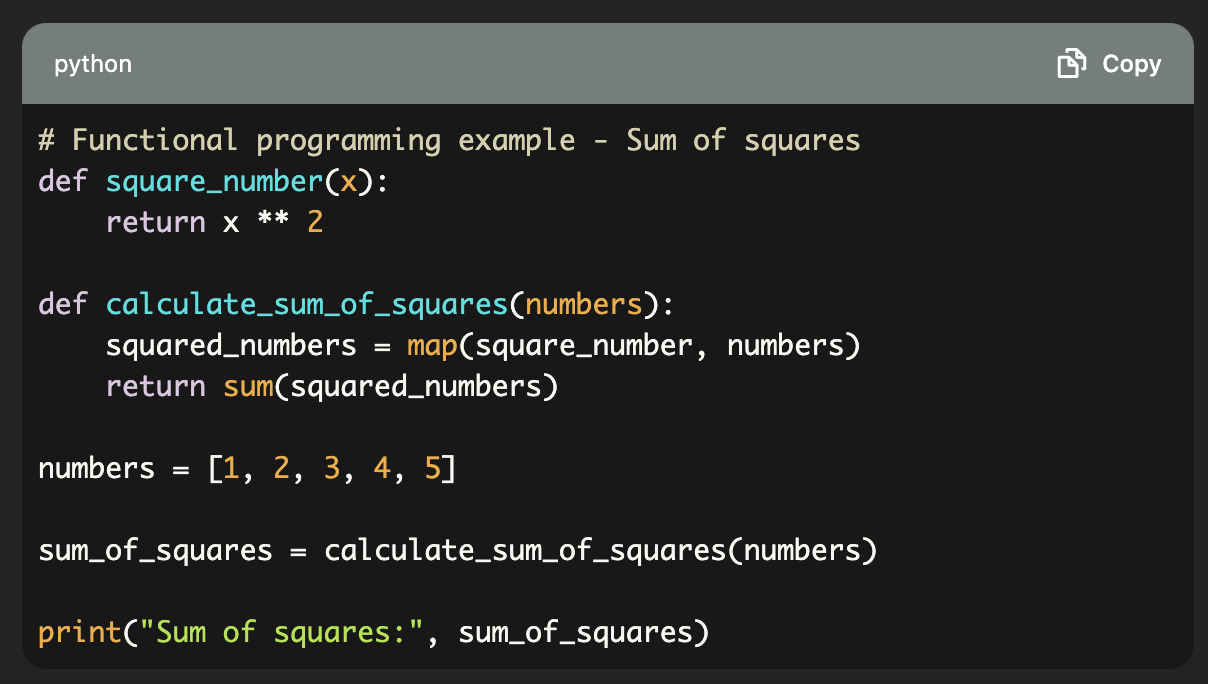 python
Copy
# Functional programming example - Sum of squares
def square_number(x):
    return x ** 2
def calculate_sum_of_squares(numbers):
    squared_numbers = map(square_number, numbers)
    return sum(squared_numbers)
numbers = [1, 2, 3, 4, 5]
sum_of_squares = calculate_sum_of_squares(numbers)
print("Sum of squares:", sum_of_squares)